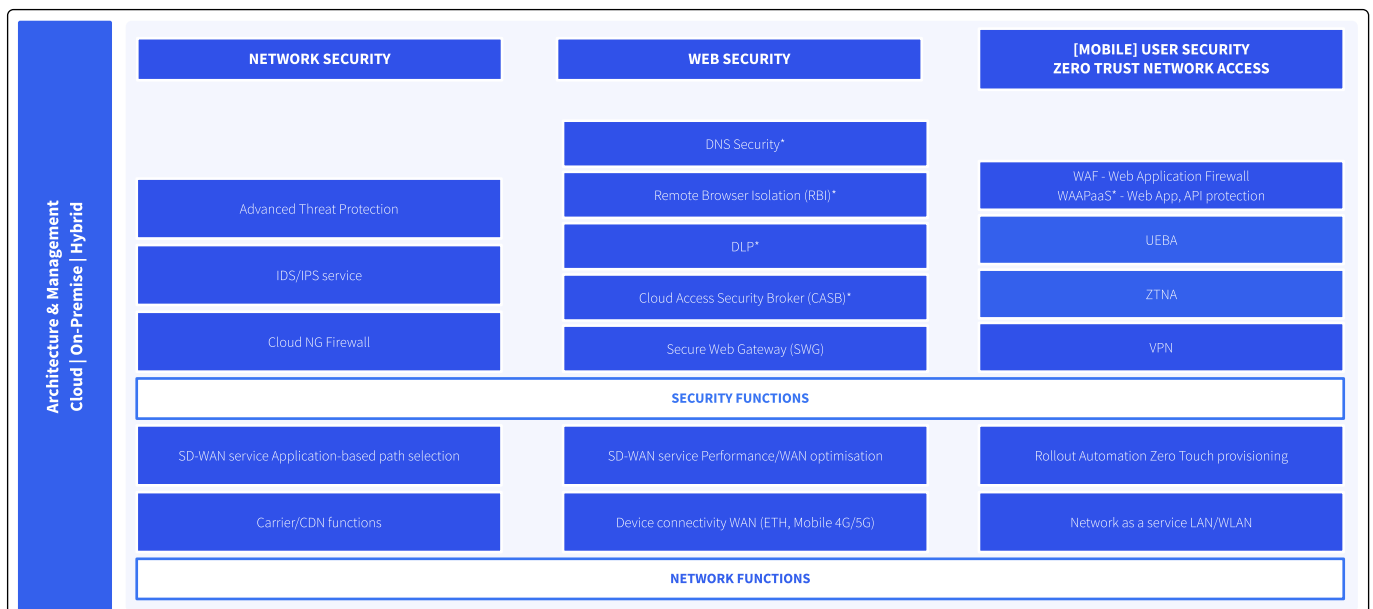 Architecture & Management
Cloud | On-Premise | Hybrid
NETWORK SECURITY
WEB SECURITY
[MOBILE] USER SECURITY
ZERO TRUST NETWORK ACCESS
Advanced Threat Protection
IDS/IPS service
Cloud NG Firewall
DNS Security*
Remote Browser Isolation (RBI)*
DLP*
Cloud Access Security Broker (CASB)*
Secure Web Gateway (SWG)
WAF - Web Application Firewall
WAAPaaS* - Web App, API protection
UEBA
ZTNA
VPN
SECURITY FUNCTIONS
SD-WAN service Application-based path selection
SD-WAN service Performance/WAN optimisation
Rollout Automation Zero Touch provisioning
Carrier/CDN functions
Device connectivity WAN (ETH, Mobile 4G/5G)
Network as a service LAN/WLAN
NETWORK FUNCTIONS